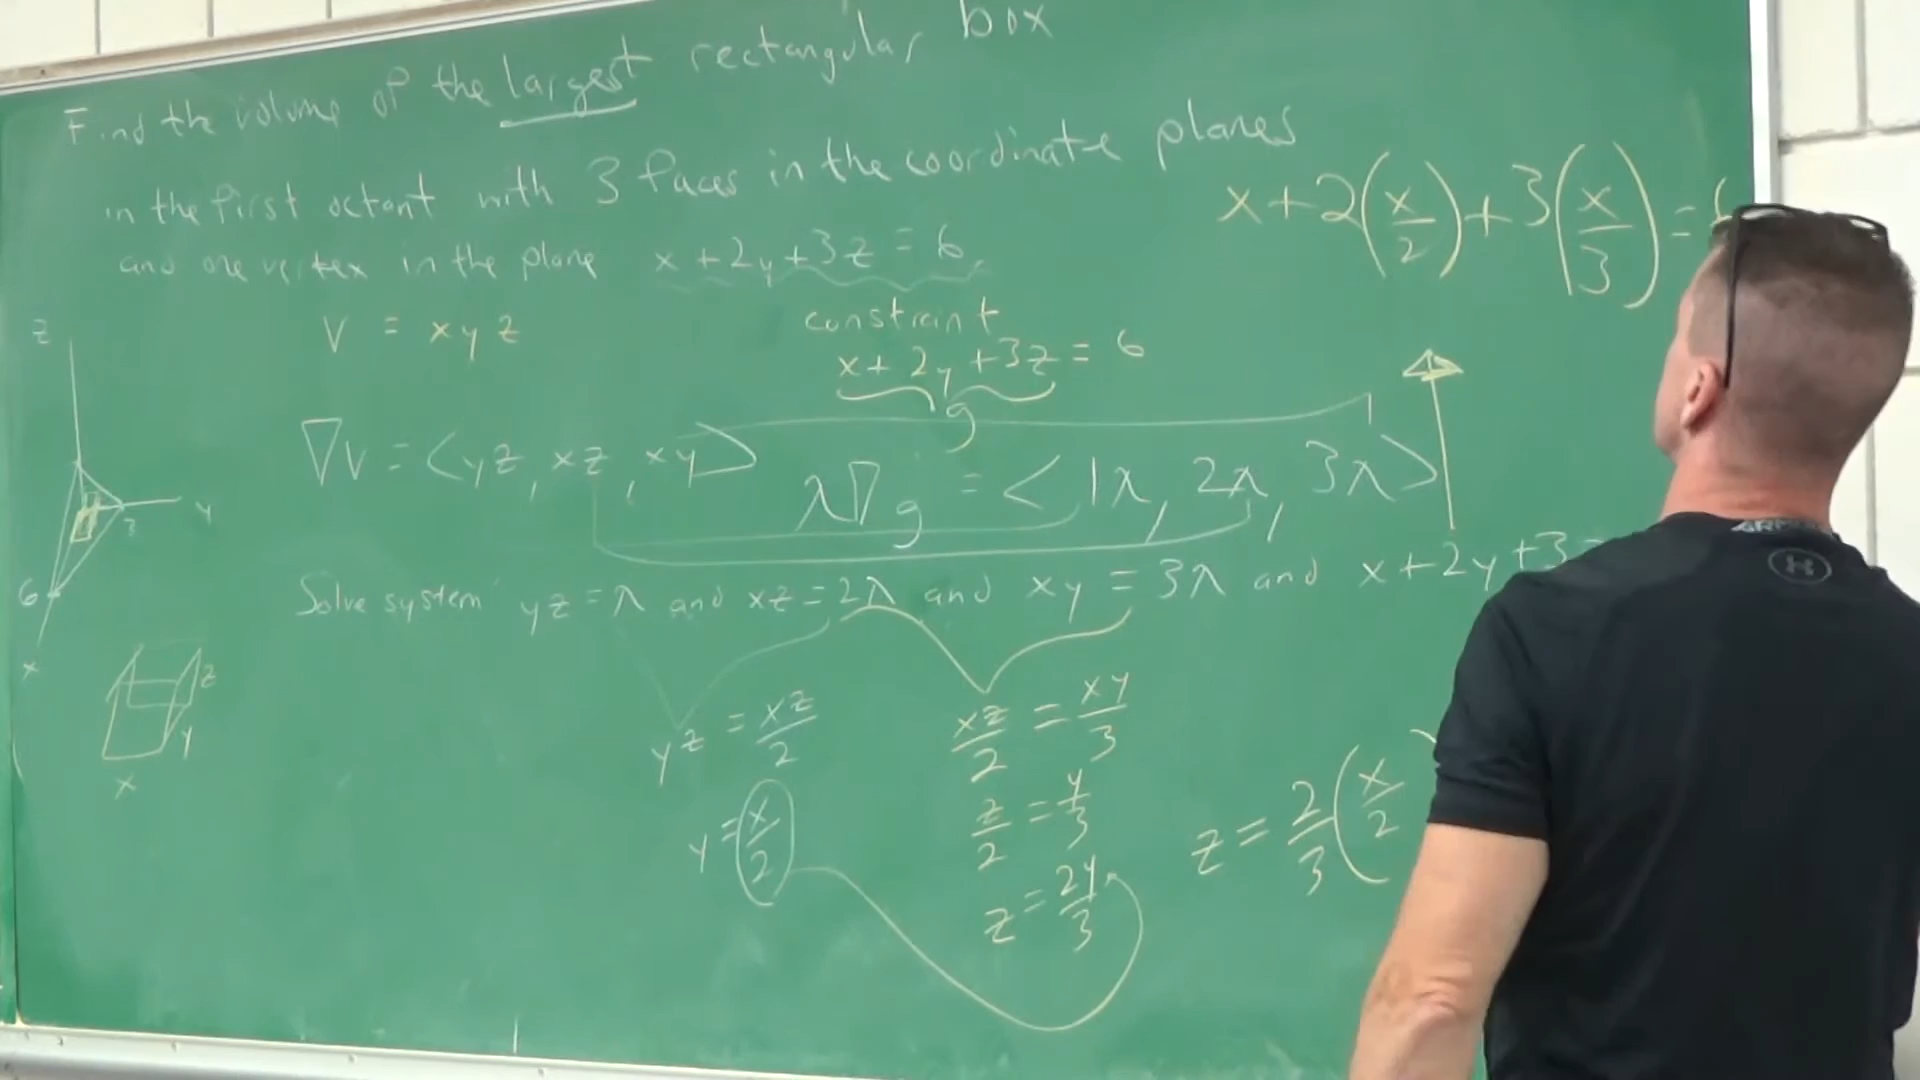 Find the volume of the largest rectangular box
in the first octant with 3 faces in the coordinate planes
and one vertex in the plane x + 2y + 3z = 6.
x + 2(x/2) + 3(x/3) = 6
V = xyz
constraint
x + 2y + 3z = 6
g
∇V = <yz, xz, xy>
λ∇g = <1λ, 2λ, 3λ>
Solve system yz = λ and xz = 2λ and xy = 3λ and x + 2y + 3
yz = xz/2
xz/2 = xy/3
y = x/2
z/2 = y/3
z = 2y/3
z = 2/3(x/2
z
y
3
6
x
z
y
x